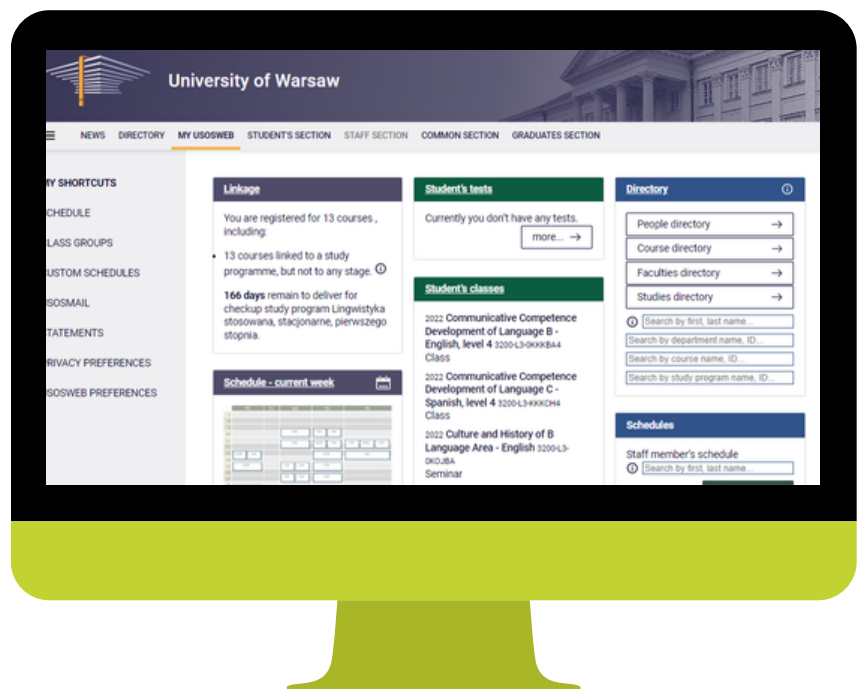 University of Warsaw
NEWS DIRECTORY MY USOSWEB STUDENT'S SECTION STAFF SECTION COMMON SECTION GRADUATES SECTION
MY SHORTCUTS
CHEDULE
LASS GROUPS
USTOM SCHEDULES
SOSMAIL
TATEMENTS
RIVACY PREFERENCES
SOSWEB PREFERENCES
Linkage
You are registered for 13 courses ,
including:
• 13 courses linked to a study
programme, but not to any stage.
166 days remain to deliver for
checkup study program Lingwistyka
stosowana, stacjonarne, pierwszego
stopnia.
Schedule - current week
Student's tests
Currently you don't have any tests.
more... →
Student's classes
2022 Communicative Competence
Development of Language B -
English, level 4 3200-L3-0KKKBA4
Class
2022 Communicative Competence
Development of Language C -
Spanish, level 4 3200-L3-KKKCH4
Class
2022 Culture and History of B
Language Area - English 3200-L3-
0KOJBA
Seminar
Directory
People directory →
Course directory →
Faculties directory →
Studies directory →
Search by first, last name...
Search by department name, ID...
Search by course name, ID...
Search by study program name, ID...
Schedules
Staff member's schedule
Search by first, last name...